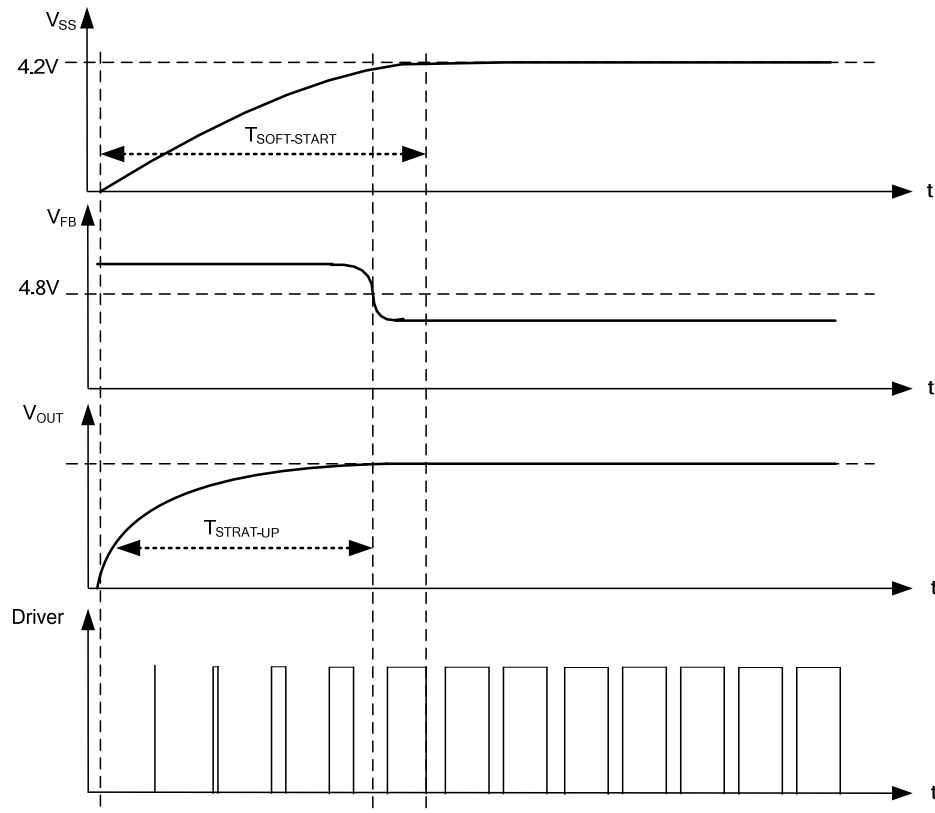 VSS
4.2V
TSOFT-START
t
VFB
4.8V
t
VOUT
TSTRAT-UP
t
Driver
t